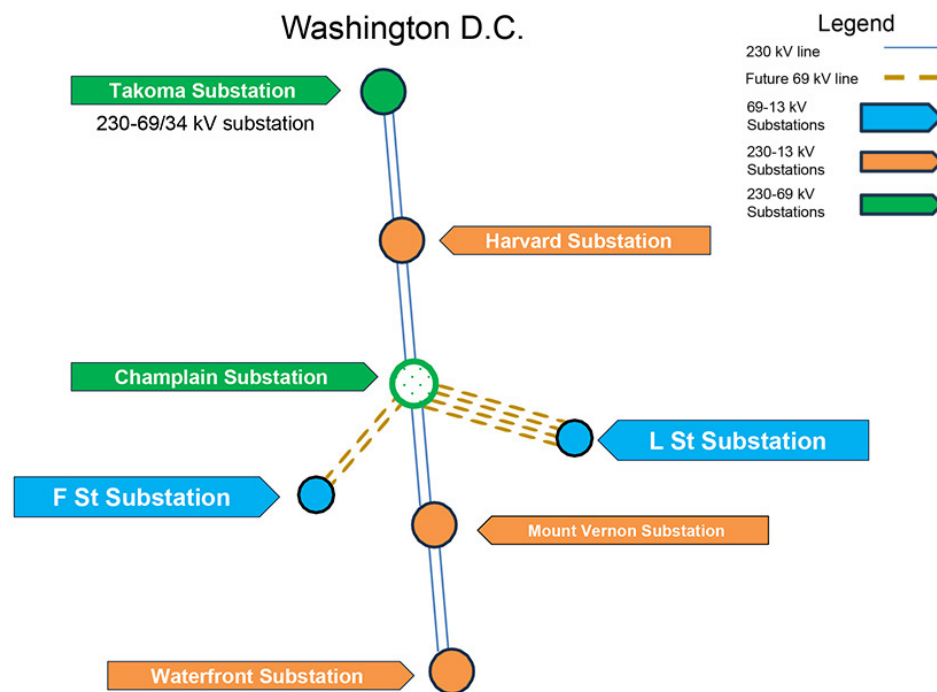 Washington D.C.
Legend
230 kV line
Future 69 kV line
69-13 kV
Substations
230-13 kV
Substations
230-69 kV
Substations
Takoma Substation
230-69/34 kV substation
Harvard Substation
Champlain Substation
L St Substation
F St Substation
Mount Vernon Substation
Waterfront Substation